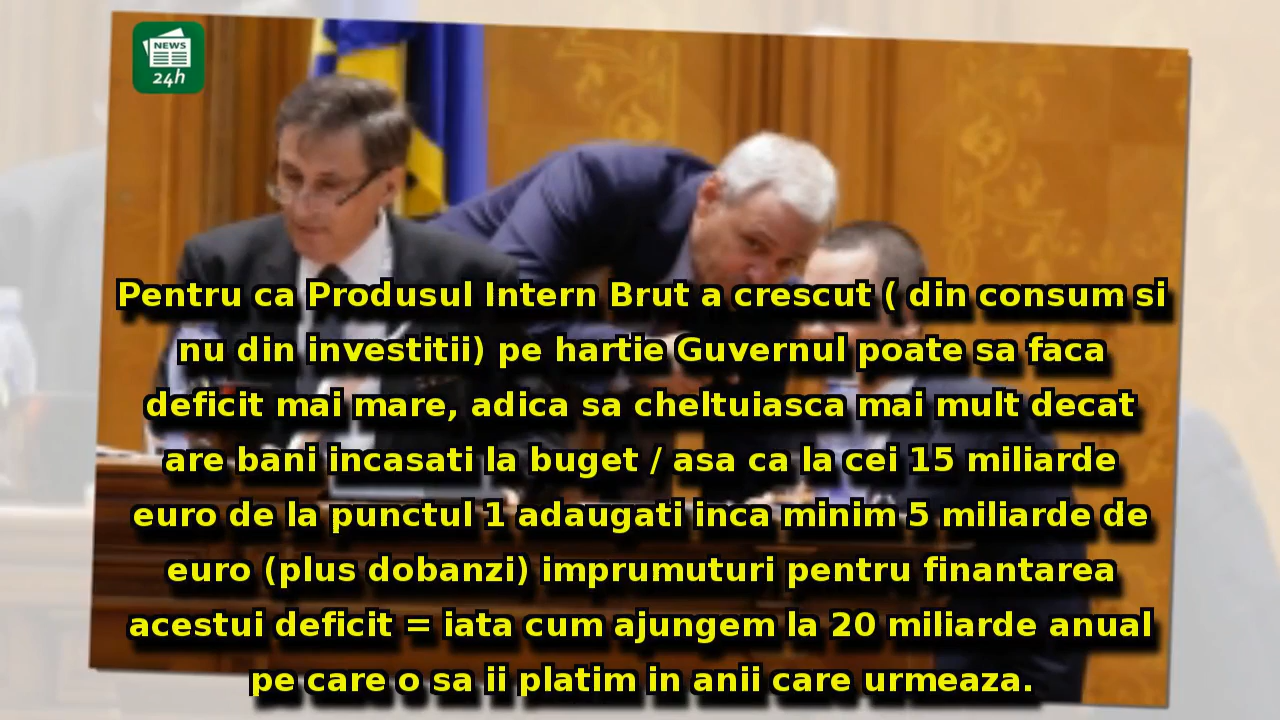 NEWS
24h
Pentru ca Produsul Intern Brut a crescut ( din consum si
nu din investitii) pe hartie Guvernul poate sa faca
deficit mai mare, adica sa cheltuiasca mai mult decat
are bani incasati la buget / asa ca la cei 15 miliarde
euro de la punctul 1 adaugati inca minim 5 miliarde de
euro (plus dobanzi) imprumuturi pentru finantarea
acestui deficit = iata cum ajungem la 20 miliarde anual
pe care o sa ii platim in anii care urmeaza.